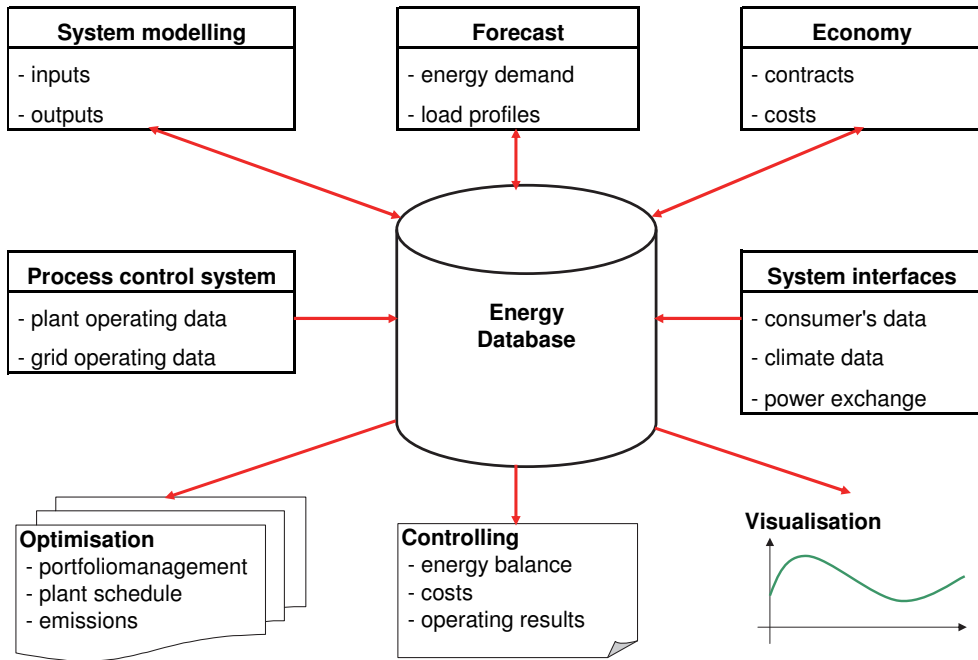 System modelling
- inputs
- outputs
Forecast
- energy demand
- load profiles
Economy
- contracts
- costs
Process control system
- plant operating data
- grid operating data
Energy
Database
System interfaces
- consumer's data
- climate data
- power exchange
Optimisation
- portfoliomanagement
- plant schedule
- emissions
Controlling
- energy balance
- costs
- operating results
Visualisation